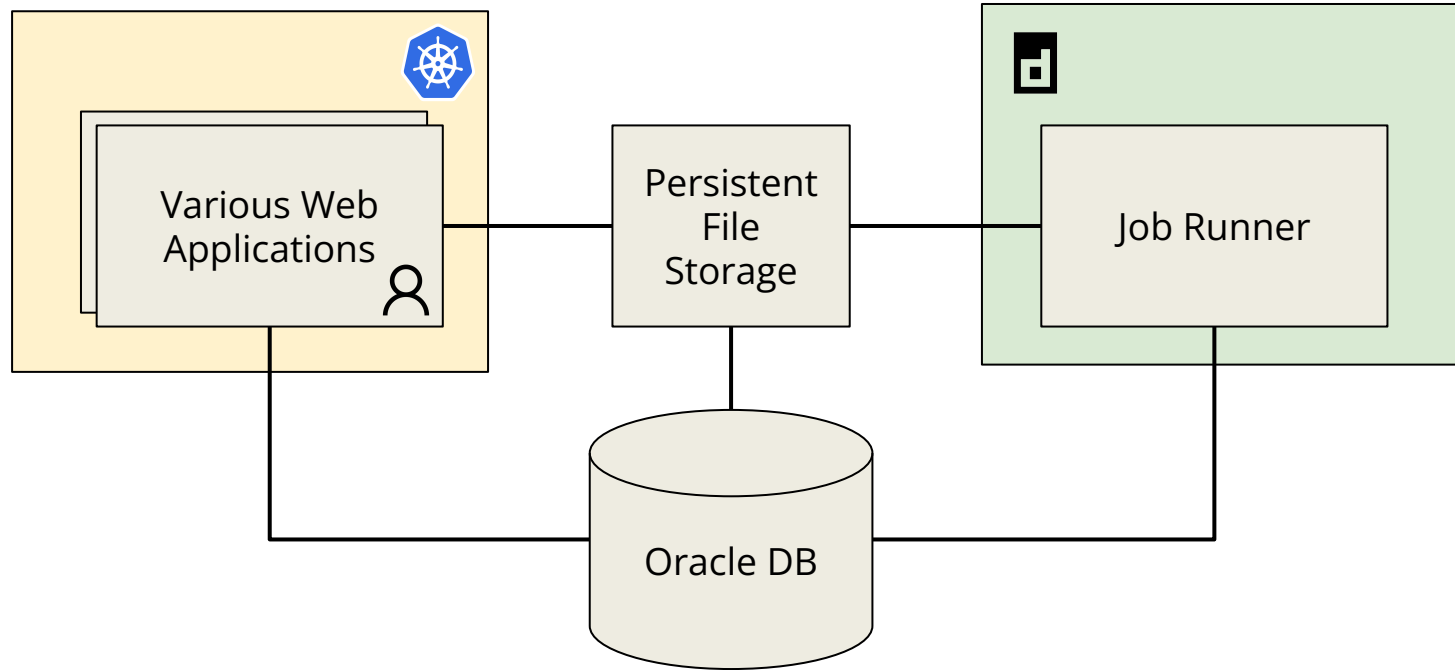 Various Web
Applications
Persistent
File
Storage
Job Runner
Oracle DB